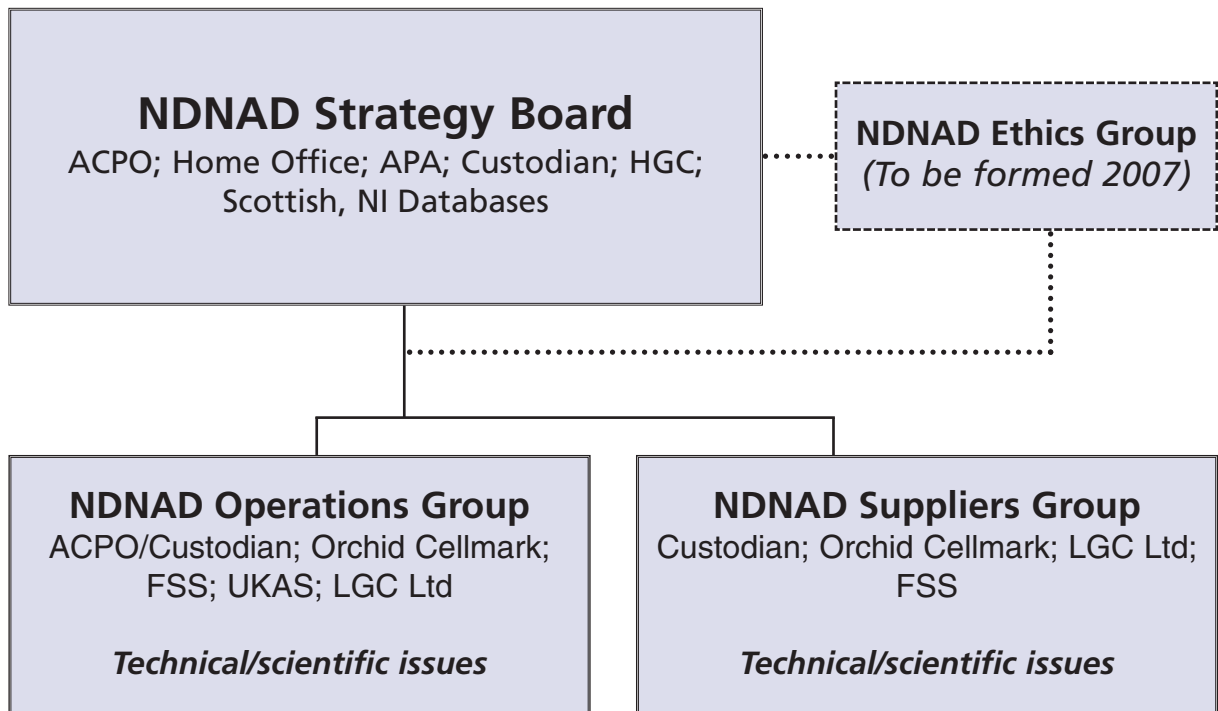 NDNAD Strategy Board
ACPO; Home Office; APA; Custodian; HGC;
Scottish, NI Databases
NDNAD Ethics Group
(To be formed 2007)
NDNAD Operations Group
ACPO/Custodian; Orchid Cellmark;
FSS; UKAS; LGC Ltd
Technical/scientific issues
NDNAD Suppliers Group
Custodian; Orchid Cellmark; LGC Ltd;
FSS
Technical/scientific issues